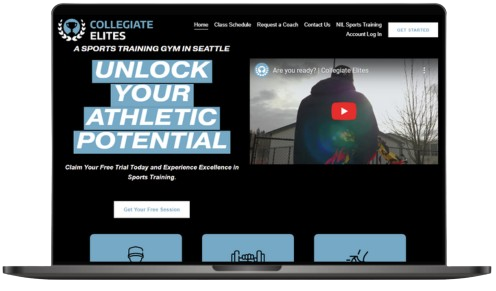 COLLEGIATE
ELITES
Home Class Schedule Request a Coach Contact Us NIL Sports Training
Account Log In
GET STARTED
A SPORTS TRAINING GYM IN SEATTLE
UNLOCK
YOUR
ATHLETIC
POTENTIAL
Are you ready? | Collegiate Elites
Claim Your Free Trial Today and Experience Excellence in
Sports Training.
Get Your Free Session